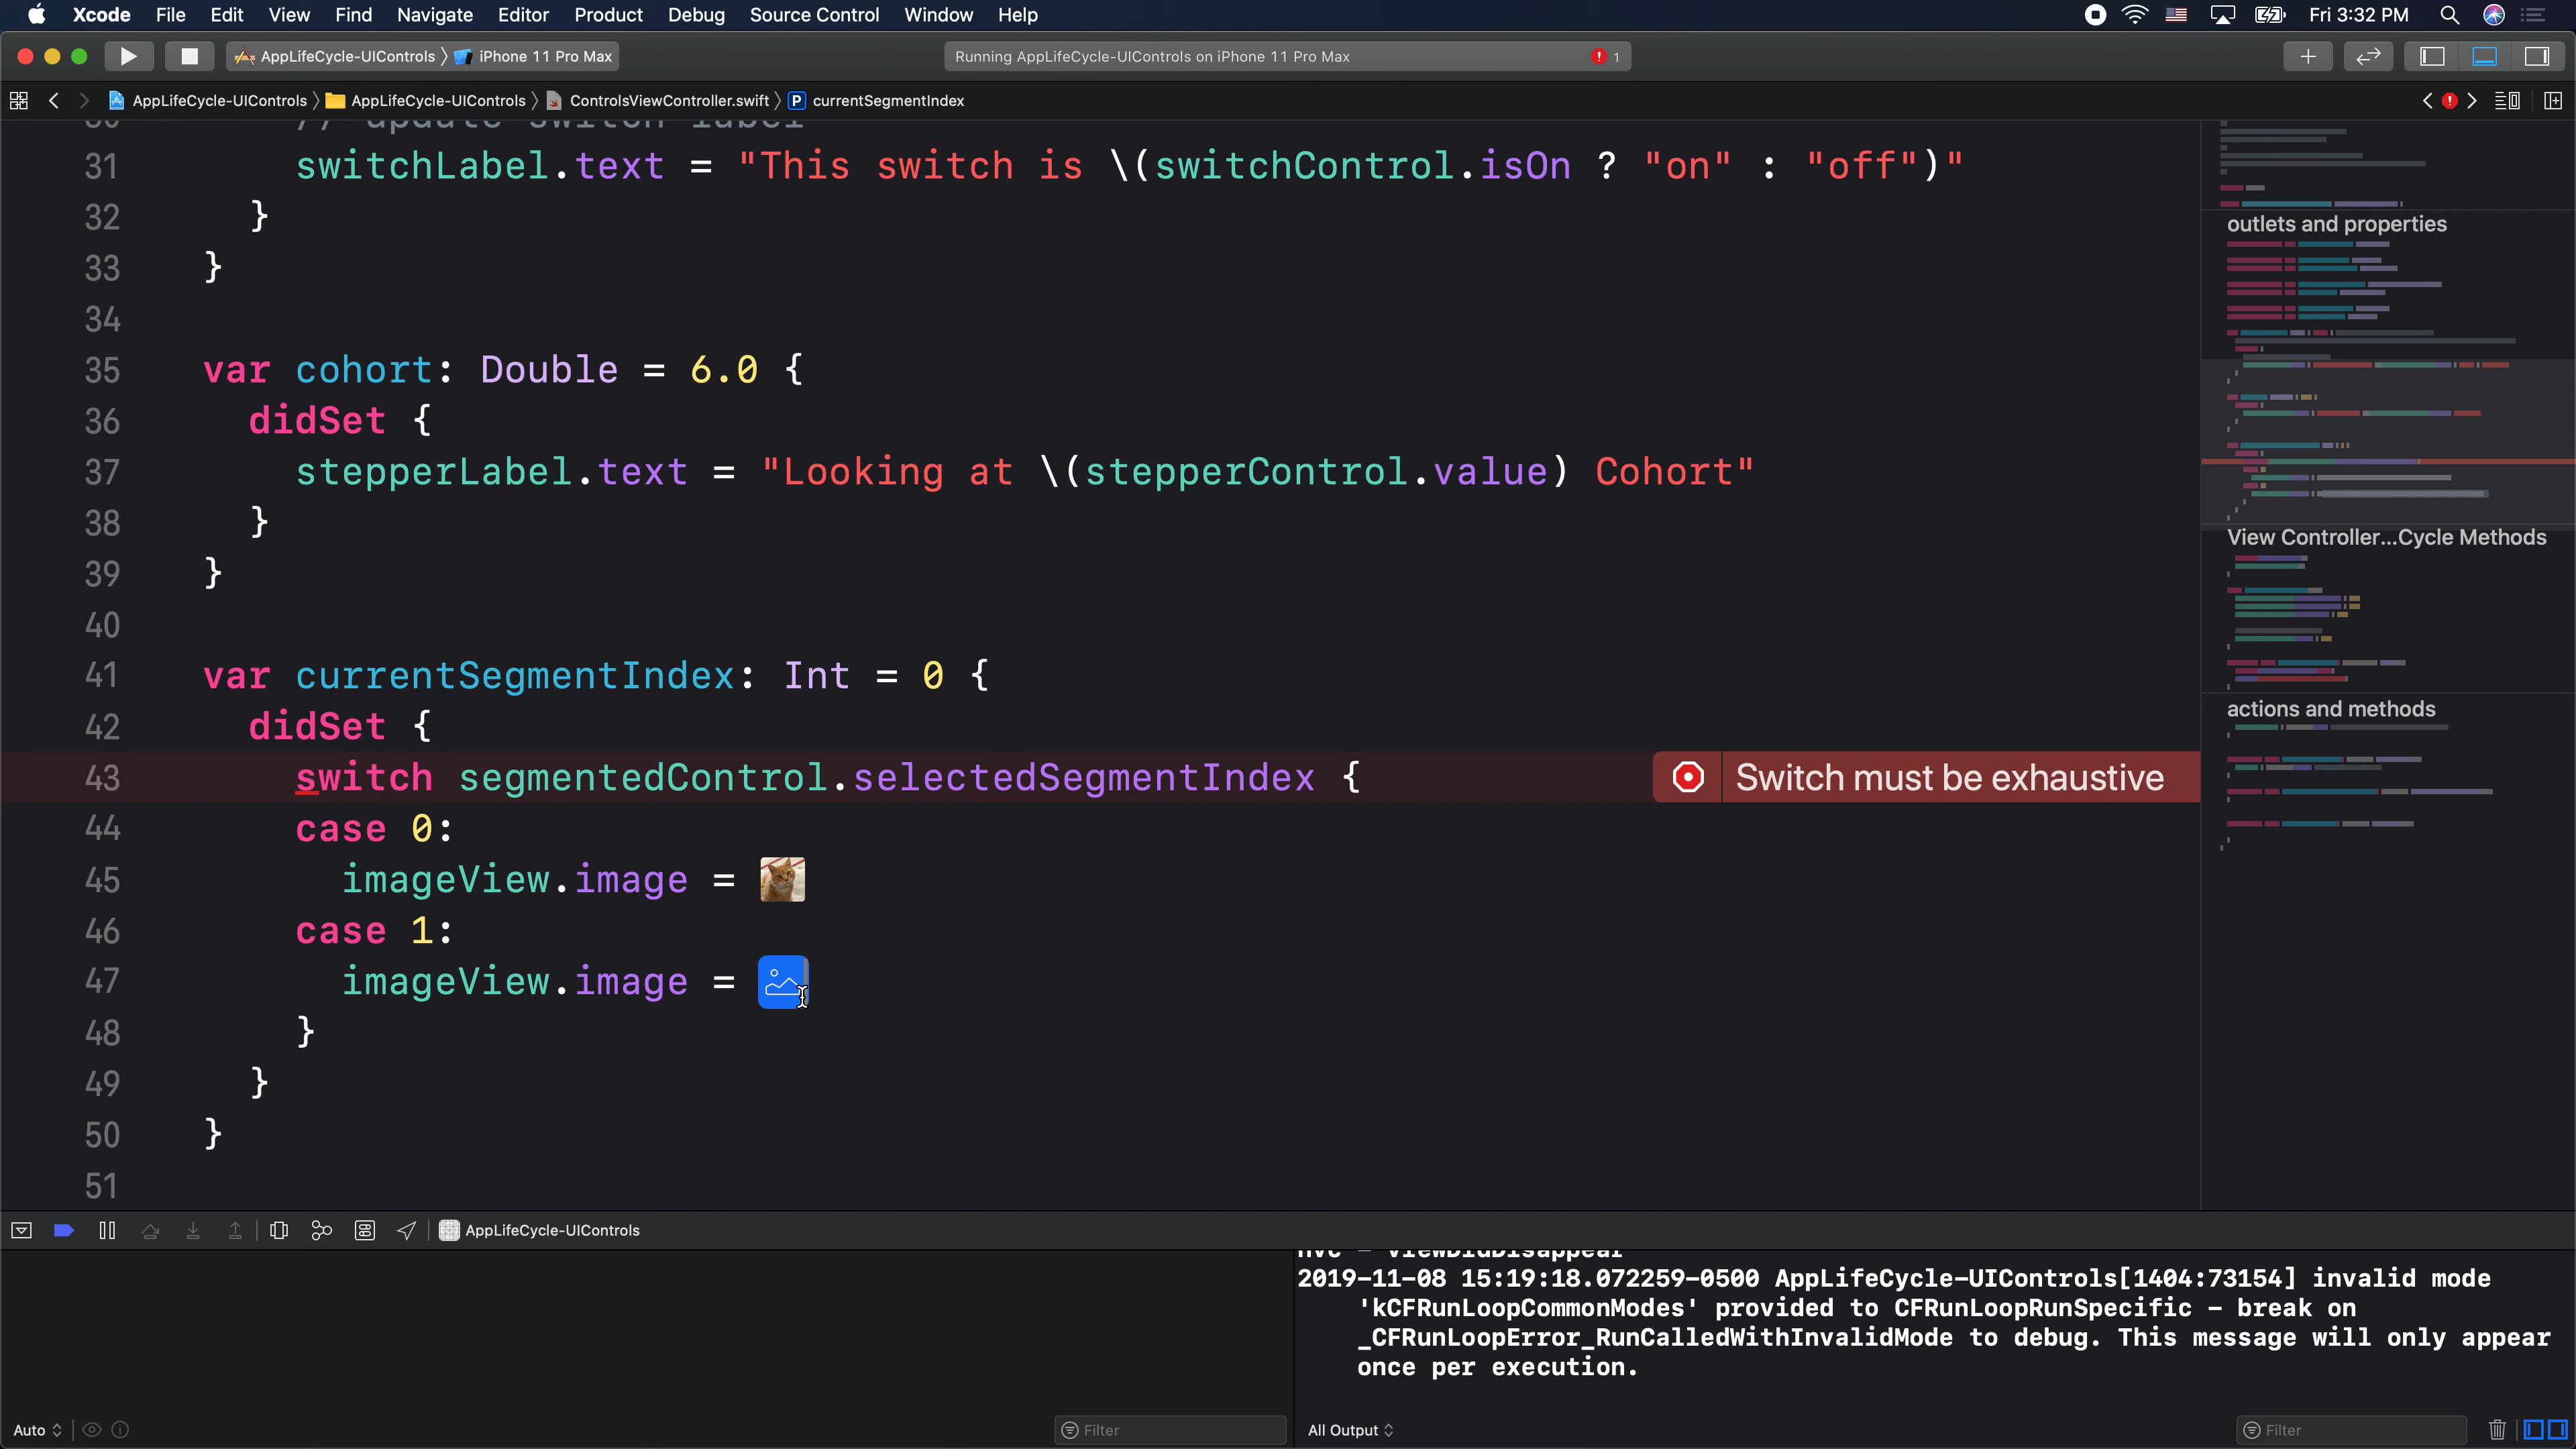 Xcode File Edit View Find Navigate Editor Product Debug Source Control Window Help Fri 3:32 PM
AppLifeCycle-UIControls iPhone 11 Pro Max Running AppLifeCycle-UIControls on iPhone 11 Pro Max 1
AppLifeCycle-UIControls AppLifeCycle-UIControls ControlsViewController.swift P currentSegmentIndex
30 // update switch label
31 switchLabel.text = "This switch is \(switchControl.isOn ? "on" : "off")"
32 }
33 }
34
35 var cohort: Double = 6.0 {
36 didSet {
37 stepperLabel.text = "Looking at \(stepperControl.value) Cohort"
38 }
39 }
40
41 var currentSegmentIndex: Int = 0 {
42 didSet {
43 switch segmentedControl.selectedSegmentIndex { Switch must be exhaustive
44 case 0:
45 imageView.image =
46 case 1:
47 imageView.image =
48 }
49 }
50 }
51
outlets and properties
View Controller...Cycle Methods
actions and methods
AppLifeCycle-UIControls
nvc - viewDidDisappear
2019-11-08 15:19:18.072259-0500 AppLifeCycle-UIControls[1404:73154] invalid mode
'kCFRunLoopCommonModes' provided to CFRunLoopRunSpecific - break on
_CFRunLoopError_RunCalledWithInvalidMode to debug. This message will only appear
once per execution.
Auto Filter All Output Filter